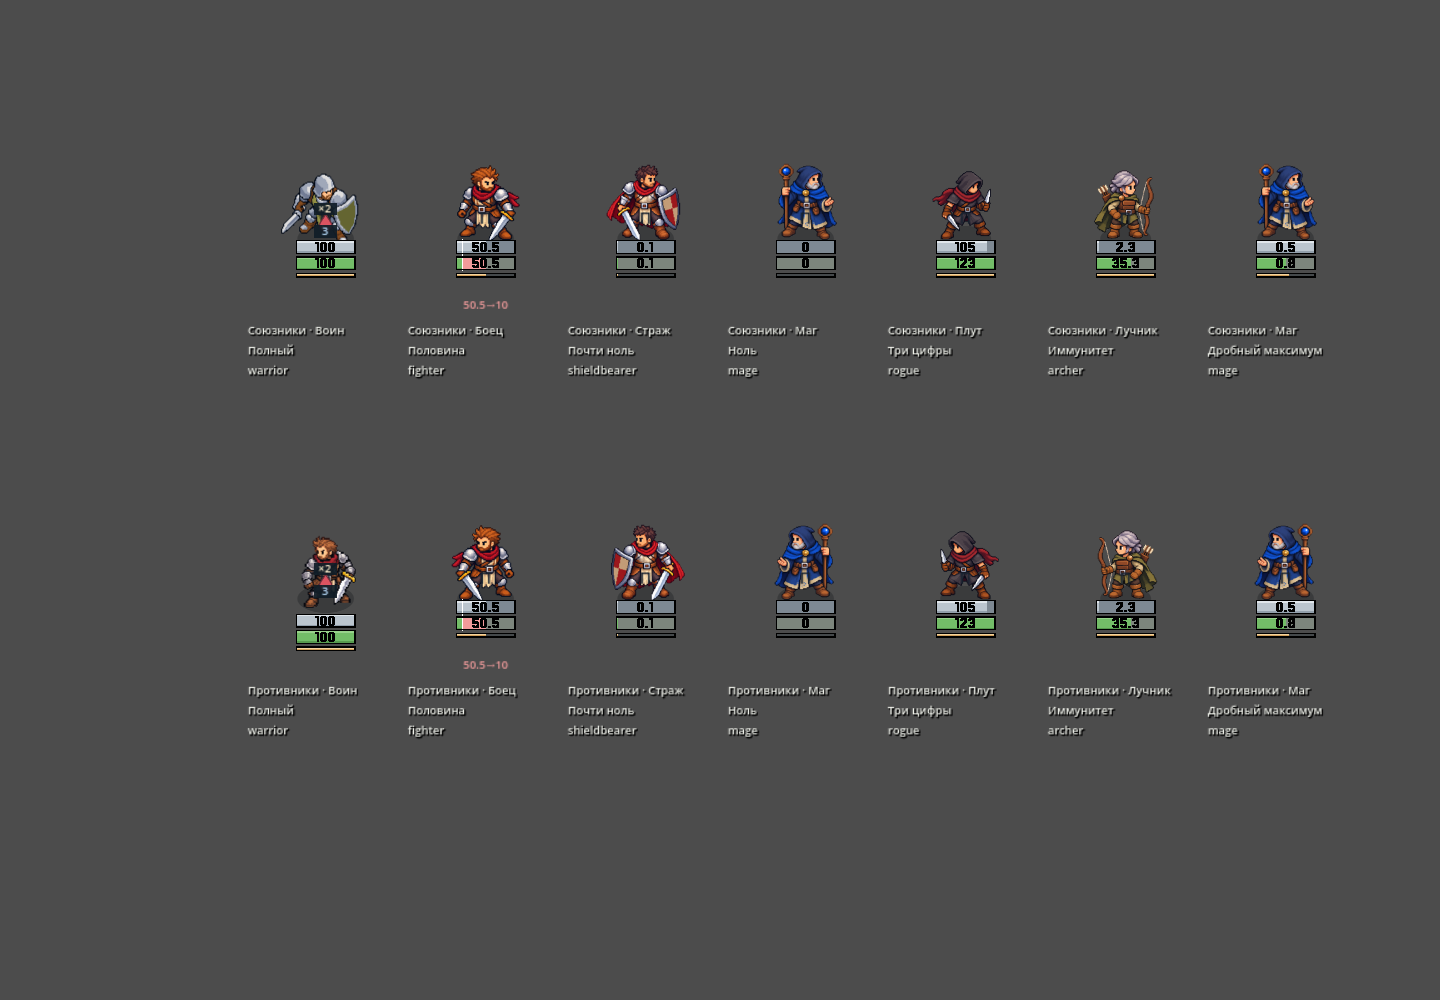 ×2
3
100 50.5 0.1 0 105 2.3 0.5
100 50.5 0.1 0 123 35.3 0.8
50.5→10
Союзники · Воин Союзники · Боец Союзники · Страж Союзники · Маг Союзники · Плут Союзники · Лучник Союзники · Маг
Полный Половина Почти ноль Ноль Три цифры Иммунитет Дробный максимум
warrior fighter shieldbearer mage rogue archer mage
×2
3
50.5 0.1 0 105 2.3 0.5
100
50.5 0.1 0 123 35.3 0.8
100
50.5→10
Противники · Воин Противники · Боец Противники · Страж Противники · Маг Противники · Плут Противники · Лучник Противники · Маг
Полный Половина Почти ноль Ноль Три цифры Иммунитет Дробный максимум
warrior fighter shieldbearer mage rogue archer mage